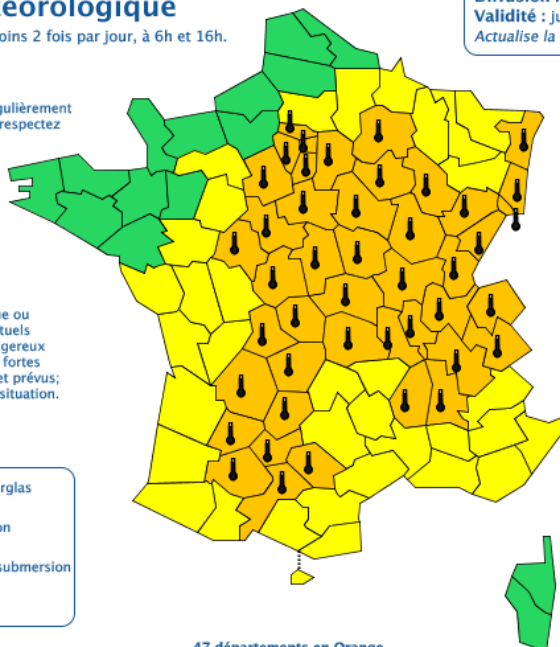 téorologique
oins 2 fois par jour, à 6h et 16h.
Validité : ju
Actualise la
gulièrement
respectez
e ou
tuels
gereux
fortes
et prévus;
situation.
rglas
on
submersion
47 départements en Orange